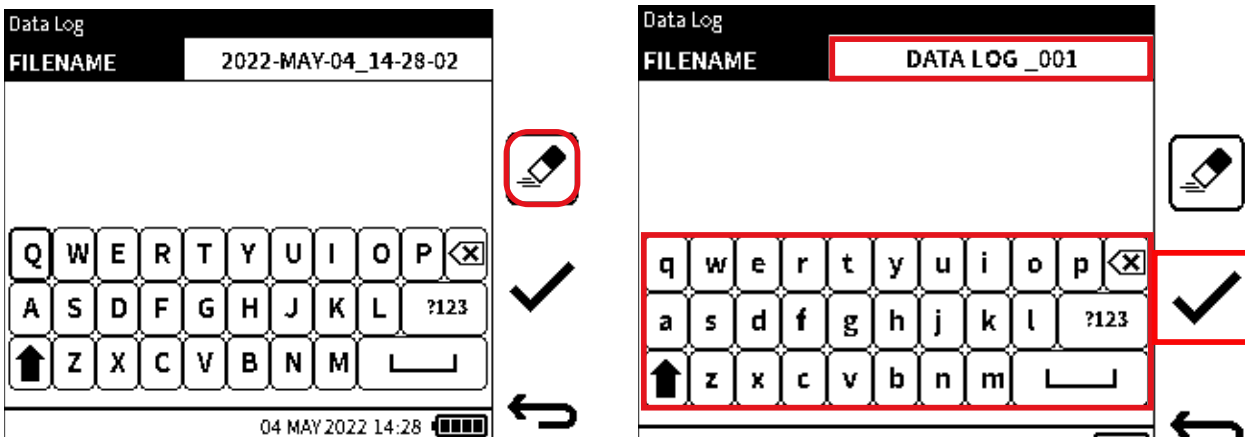 Data Log
FILENAME 2022-MAY-04_14-28-02
Q W E R T Y U I O P
A S D F G H J K L ?123
Z X C V B N M
04 MAY 2022 14:28
Data Log
FILENAME DATA LOG _001
q w e r t y u i o p
a s d f g h j k l ?123
z x c v b n m